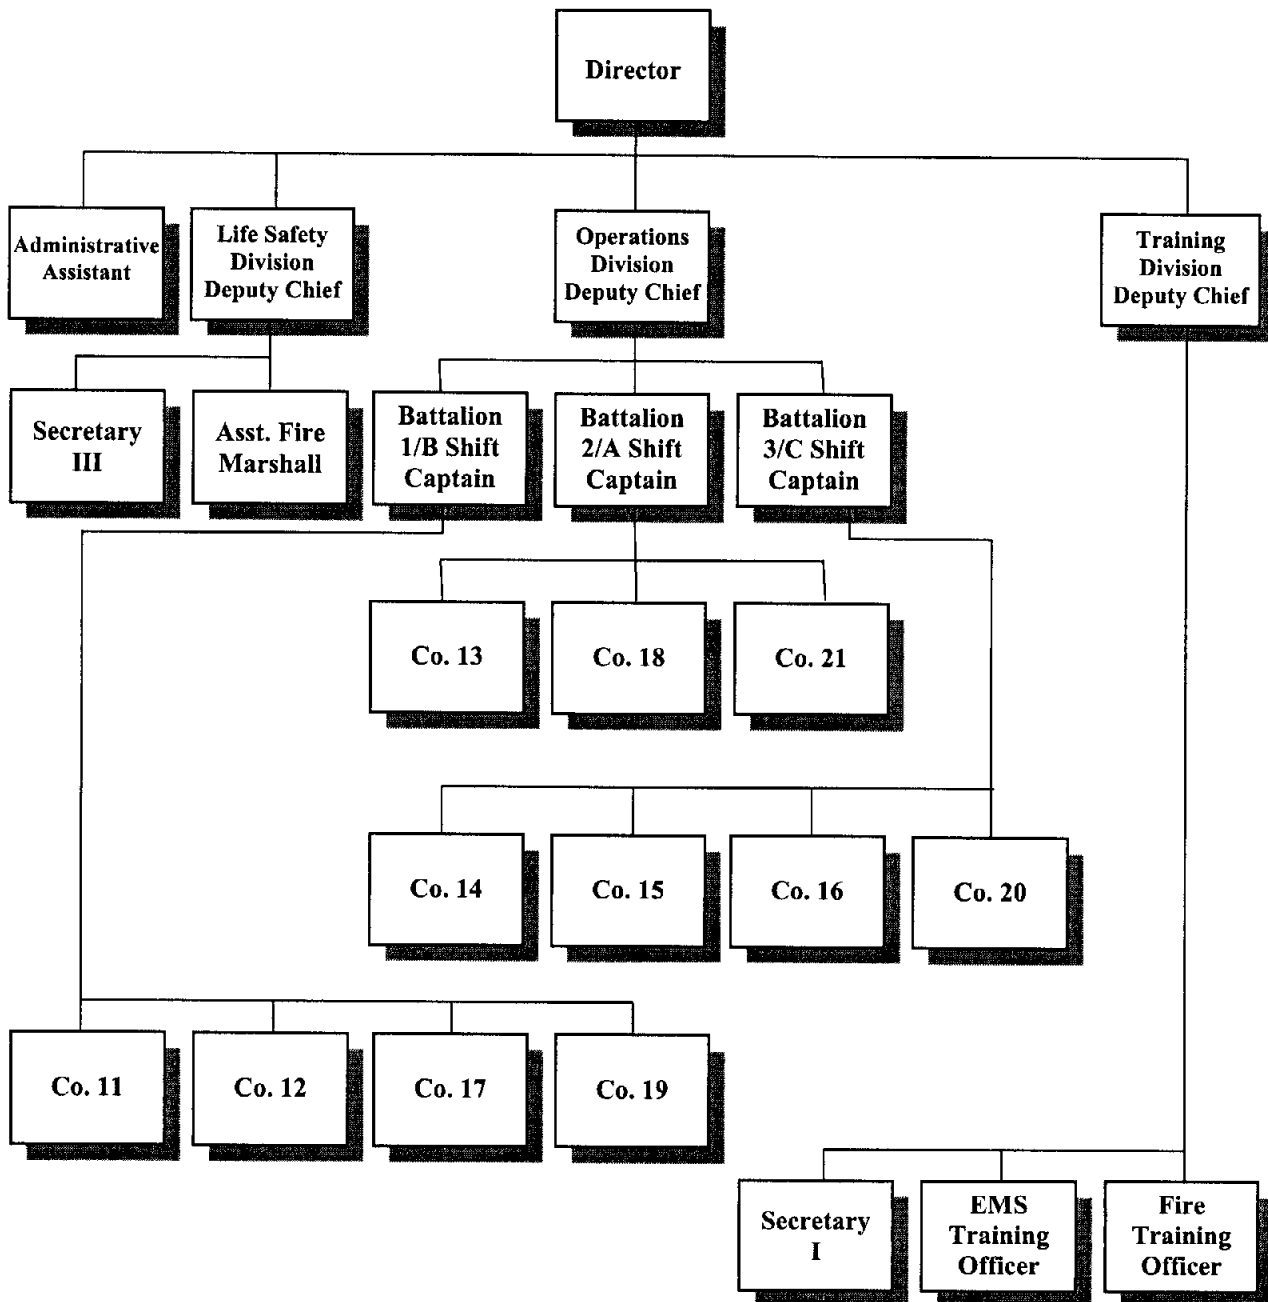 Director
Administrative
Assistant
Life Safety
Division
Deputy Chief
Operations
Division
Deputy Chief
Training
Division
Deputy Chief
Secretary
III
Asst. Fire
Marshall
Battalion
1/B Shift
Captain
Battalion
2/A Shift
Captain
Battalion
3/C Shift
Captain
Co. 13
Co. 18
Co. 21
Co. 14
Co. 15
Co. 16
Co. 20
Co. 11
Co. 12
Co. 17
Co. 19
Secretary
I
EMS
Training
Officer
Fire
Training
Officer